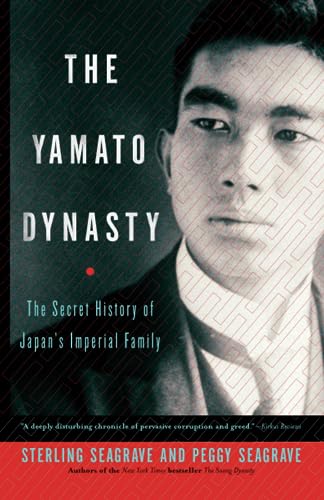 THE
YAMATO
DYNASTY
The Secret History of
Japan's Imperial Family
"A deeply disturbing chronicle of pervasive corruption and greed."—Kirkus Reviews
STERLING SEAGRAVE AND PEGGY SEAGRAVE
Authors of the New York Times bestseller The Soong Dynasty